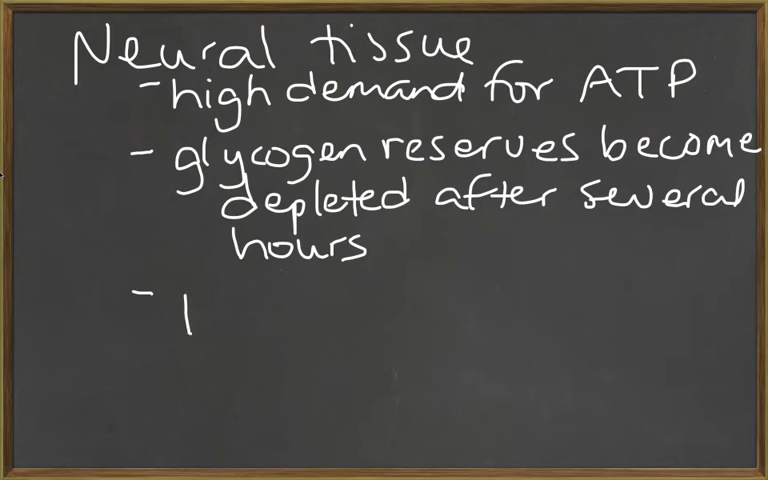 Neural tissue
- high demand for ATP
- glycogen reserves become
depleted after several
hours
-